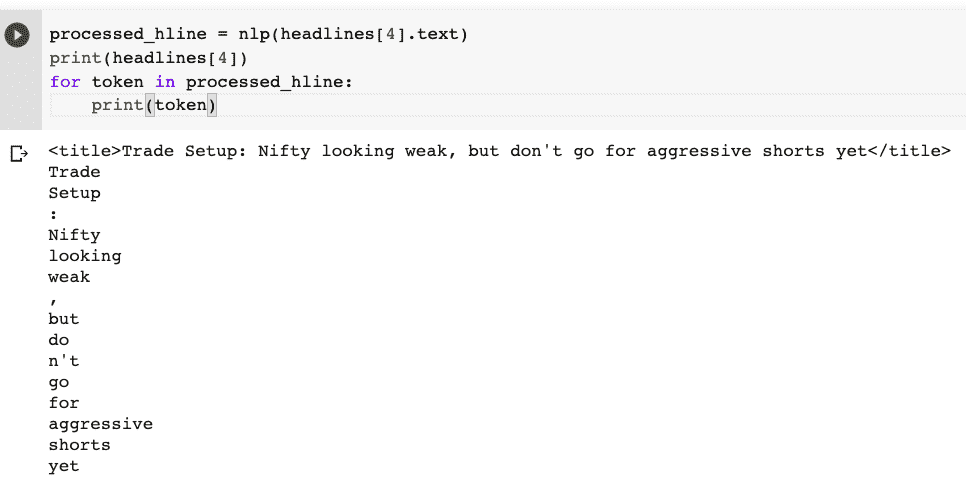 processed_hline = nlp(headlines[4].text)
print(headlines[4])
for token in processed_hline:
    print(token)
<title>Trade Setup: Nifty looking weak, but don't go for aggressive shorts yet</title>
Trade
Setup
:
Nifty
looking
weak
,
but
do
n't
go
for
aggressive
shorts
yet